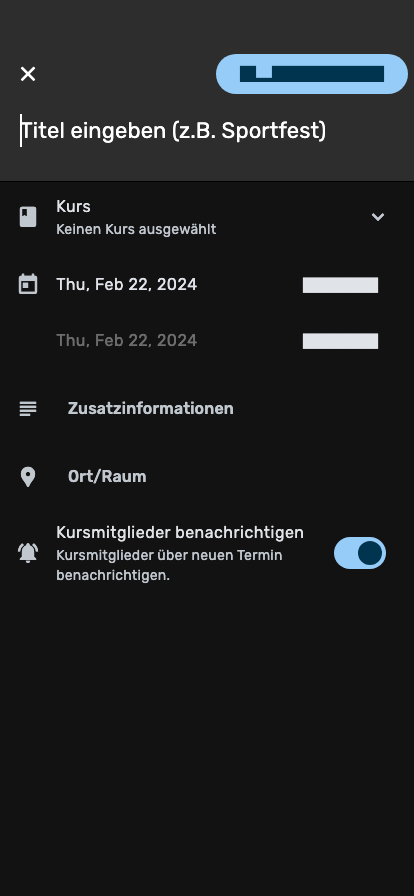 Titel eingeben (z.B. Sportfest)
Kurs
Keinen Kurs ausgewählt
Thu, Feb 22, 2024
Thu, Feb 22, 2024
Zusatzinformationen
Ort/Raum
Kursmitglieder benachrichtigen
Kursmitglieder über neuen Termin
benachrichtigen.